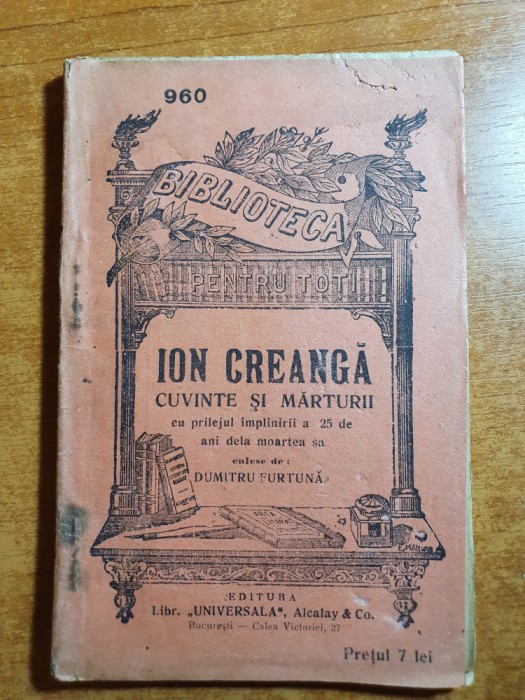 960
BIBLIOTECA
PENTRU TOȚI
ION CREANGĂ
CUVINTE ȘI MĂRTURII
cu prilejul împlinirii a 25 de
ani dela moartea sa
culese de :
DUMITRU FURTUNĂ
EDITURA
Libr. „UNIVERSALA", Alcalay & Co.
București — Calea Victoriei, 27
Prețul 7 lei